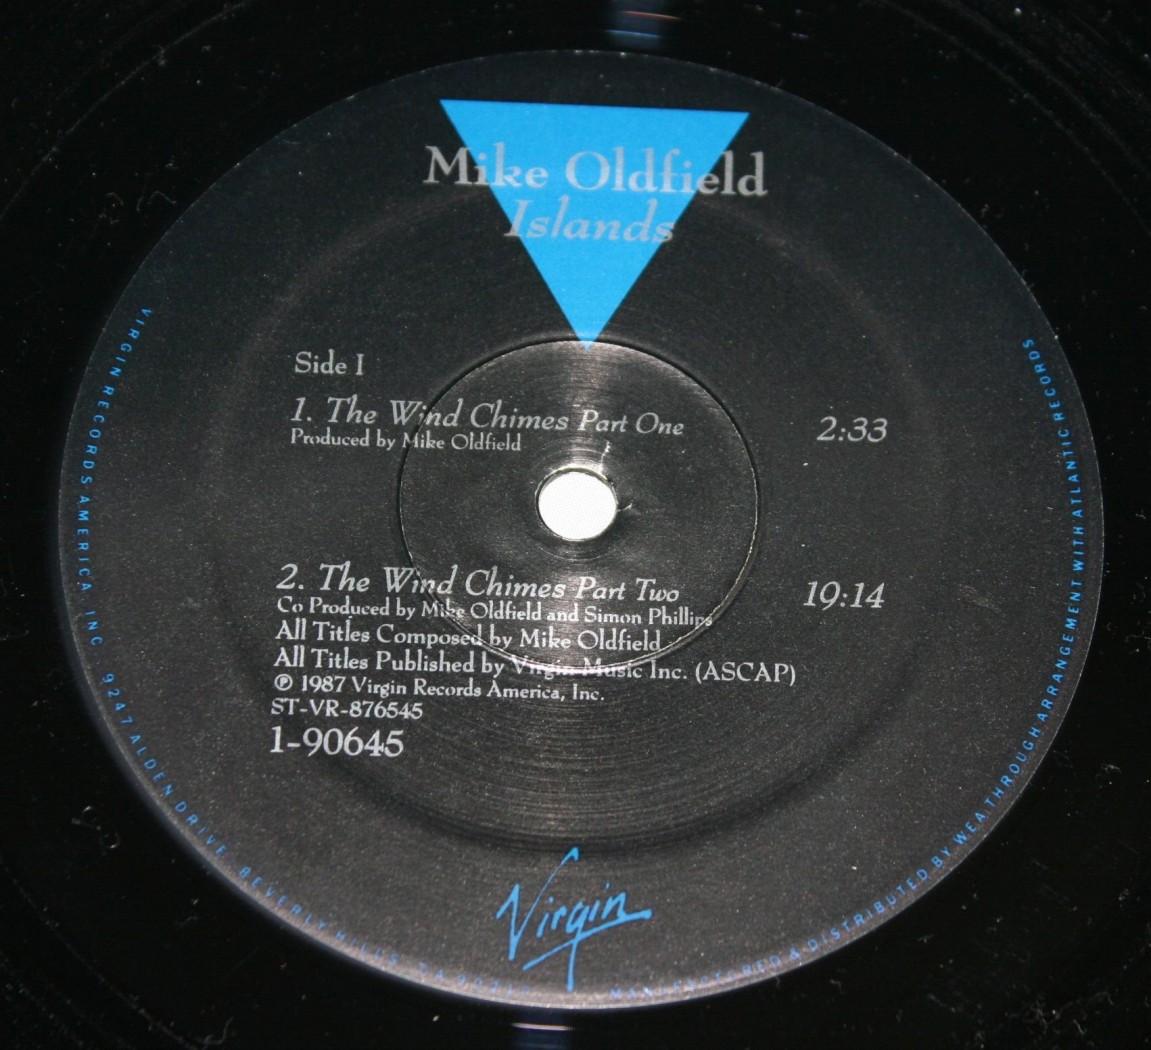 Mike Oldfield
Islands
Side I
1. The Wind Chimes Part One 2:33
Produced by Mike Oldfield
2. The Wind Chimes Part Two 19:14
Co Produced by Mike Oldfield and Simon Phillips
All Titles Composed by Mike Oldfield
All Titles Published by Virgin Music Inc. (ASCAP)
℗ 1987 Virgin Records America, Inc.
ST-VR-876545
1-90645
Virgin
VIRGIN RECORDS AMERICA INC 9247 ALDEN DRIVE BEVERLY HILLS CA
MANUFACTURED & DISTRIBUTED BY WEA THROUGH ARRANGEMENT WITH ATLANTIC RECORDS